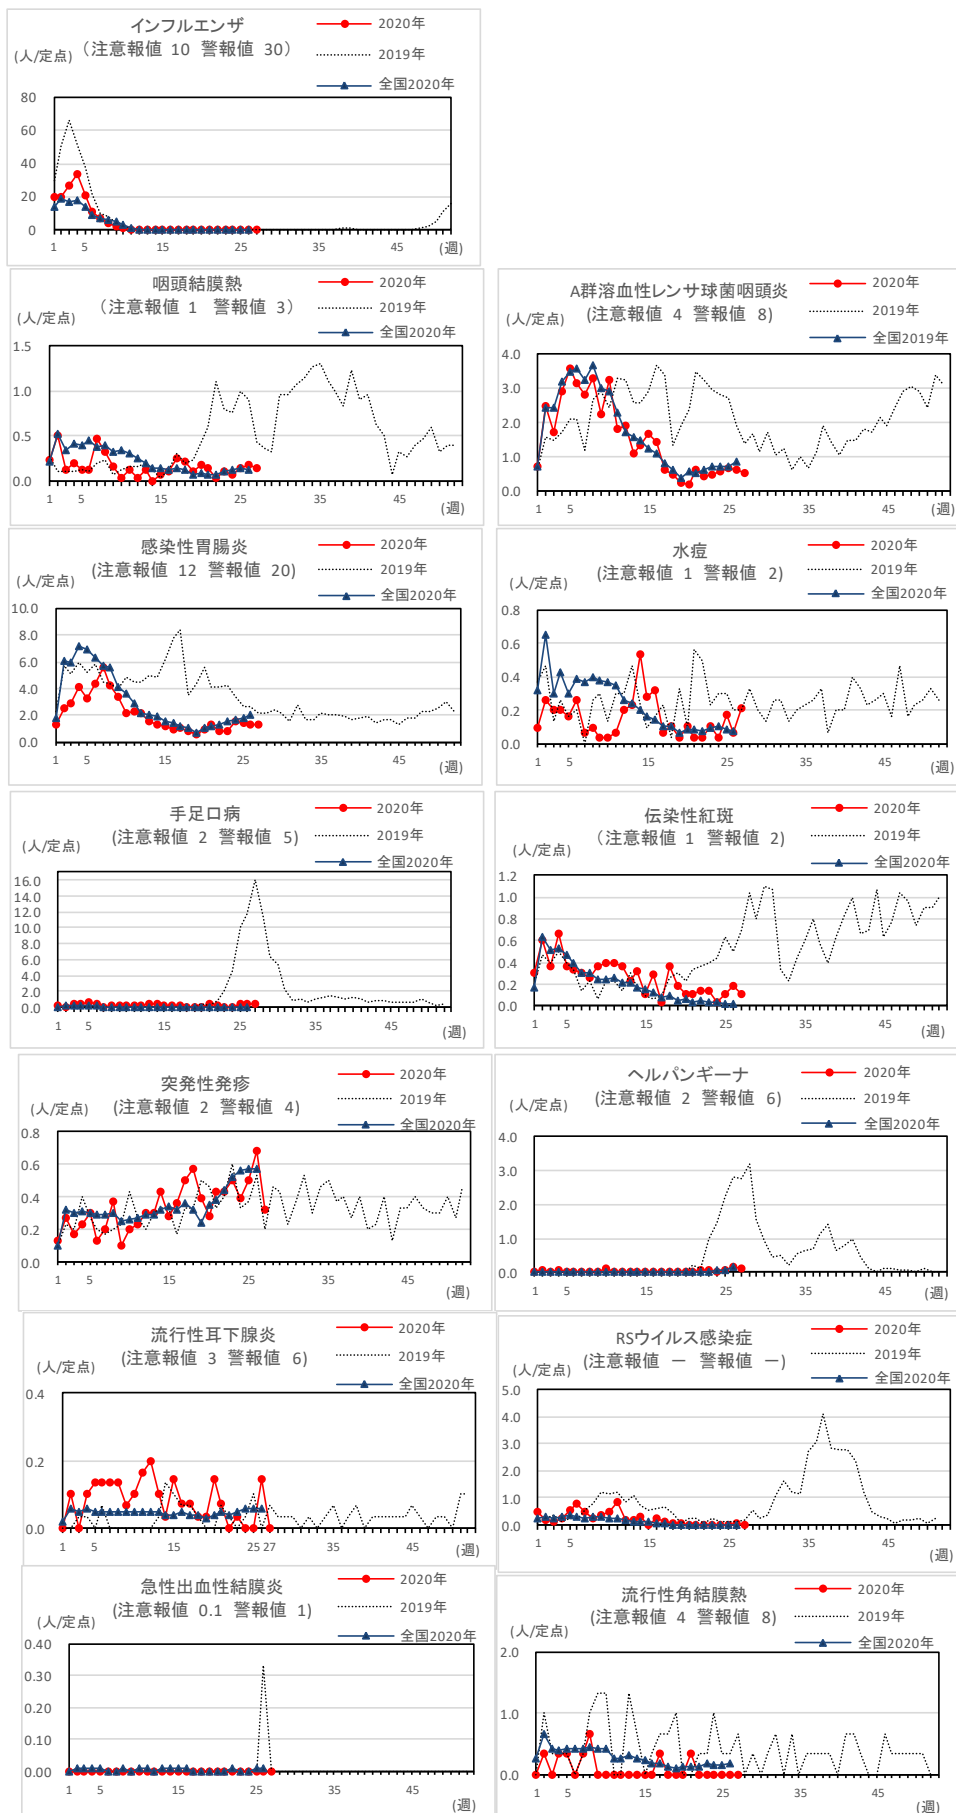 インフルエンザ
（注意報値 10 警報値 30）
(人/定点)
2020年
2019年
全国2020年
80
60
40
20
0
1 5 15 25 35 45
(週)
咽頭結膜熱
（注意報値 1 警報値 3）
(人/定点)
2020年
2019年
全国2020年
1.5
1.0
0.5
0.0
1 5 15 25 35 45
(週)
A群溶血性レンサ球菌咽頭炎
(注意報値 4 警報値 8)
(人/定点)
2020年
2019年
全国2019年
4.0
3.0
2.0
1.0
0.0
1 5 15 25 35 45
(週)
感染性胃腸炎
(注意報値 12 警報値 20)
(人/定点)
2020年
2019年
全国2020年
10.0
8.0
6.0
4.0
2.0
0.0
1 5 15 25 35 45
(週)
水痘
(注意報値 1 警報値 2)
(人/定点)
2020年
2019年
全国2020年
0.8
0.6
0.4
0.2
0.0
1 5 15 25 35 45
(週)
手足口病
(注意報値 2 警報値 5)
(人/定点)
2020年
2019年
全国2020年
16.0
14.0
12.0
10.0
8.0
6.0
4.0
2.0
0.0
1 5 15 25 35 45
(週)
伝染性紅斑
（注意報値 1 警報値 2)
(人/定点)
2020年
2019年
全国2020年
1.2
1.0
0.8
0.6
0.4
0.2
0.0
1 5 15 25 35 45
(週)
突発性発疹
(注意報値 2 警報値 4)
(人/定点)
2020年
2019年
全国2020年
0.8
0.6
0.4
0.2
0.0
1 5 15 25 35 45
(週)
ヘルパンギーナ
(注意報値 2 警報値 6)
(人/定点)
2020年
2019年
全国2020年
4.0
3.0
2.0
1.0
0.0
1 5 15 25 35 45
(週)
流行性耳下腺炎
(注意報値 3 警報値 6)
(人/定点)
2020年
2019年
全国2020年
0.4
0.2
0.0
1 5 15 25 27 35 45
(週)
RSウイルス感染症
(注意報値 － 警報値 －)
(人/定点)
2020年
2019年
全国2020年
5.0
4.0
3.0
2.0
1.0
0.0
1 5 15 25 35 45
(週)
急性出血性結膜炎
(注意報値 0.1 警報値 1)
(人/定点)
2020年
2019年
全国2020年
0.40
0.30
0.20
0.10
0.00
1 5 15 25 35 45
(週)
流行性角結膜熱
(注意報値 4 警報値 8)
(人/定点)
2020年
2019年
全国2020年
2.0
1.0
0.0
1 5 15 25 35 45
(週)